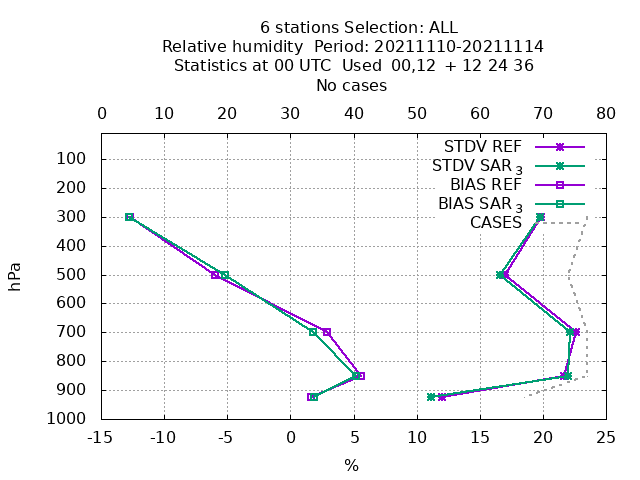 6 stations Selection: ALL
Relative humidity  Period: 20211110-20211114
Statistics at 00 UTC  Used  00,12  + 12 24 36
No cases
0 10 20 30 40 50 60 70 80
STDV REF
STDV SAR 3
BIAS REF
BIAS SAR 3
CASES
100
200
300
400
500
600
700
800
900
1000
hPa
-15 -10 -5 0 5 10 15 20 25
%